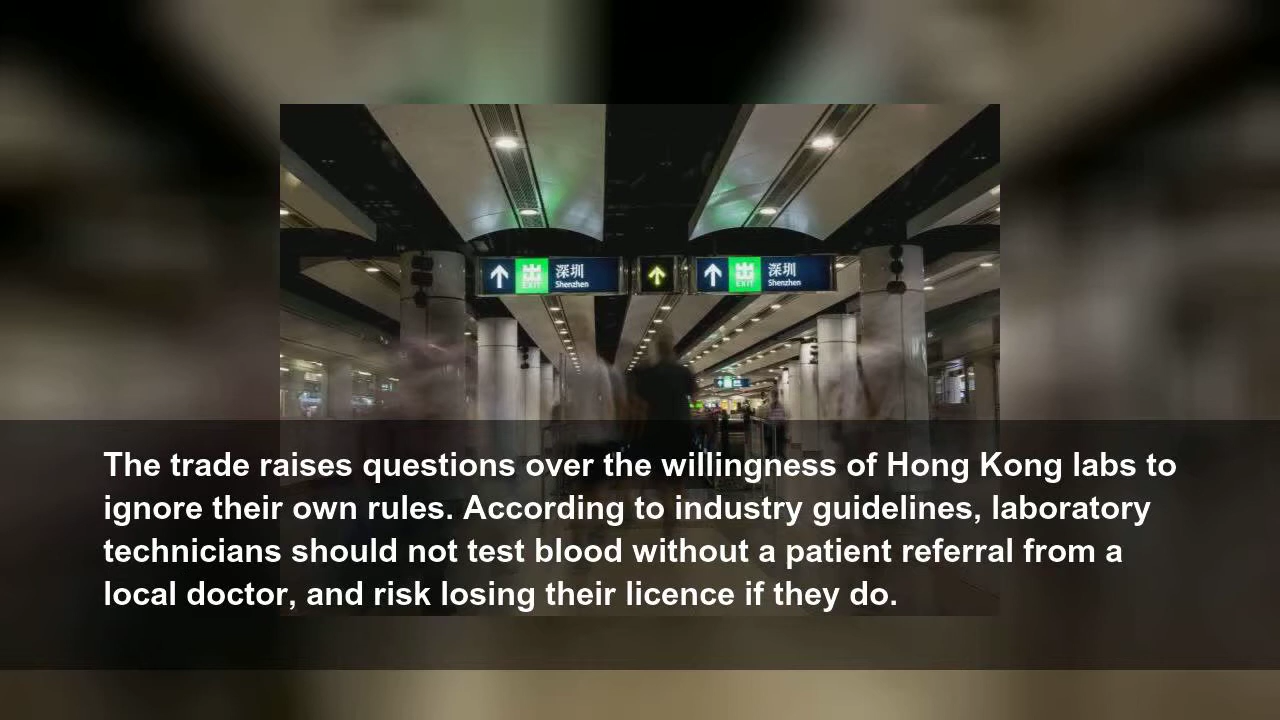 深圳
Shenzhen
EXIT
深圳
Shenzhen
EXIT
The trade raises questions over the willingness of Hong Kong labs to
ignore their own rules. According to industry guidelines, laboratory
technicians should not test blood without a patient referral from a
local doctor, and risk losing their licence if they do.